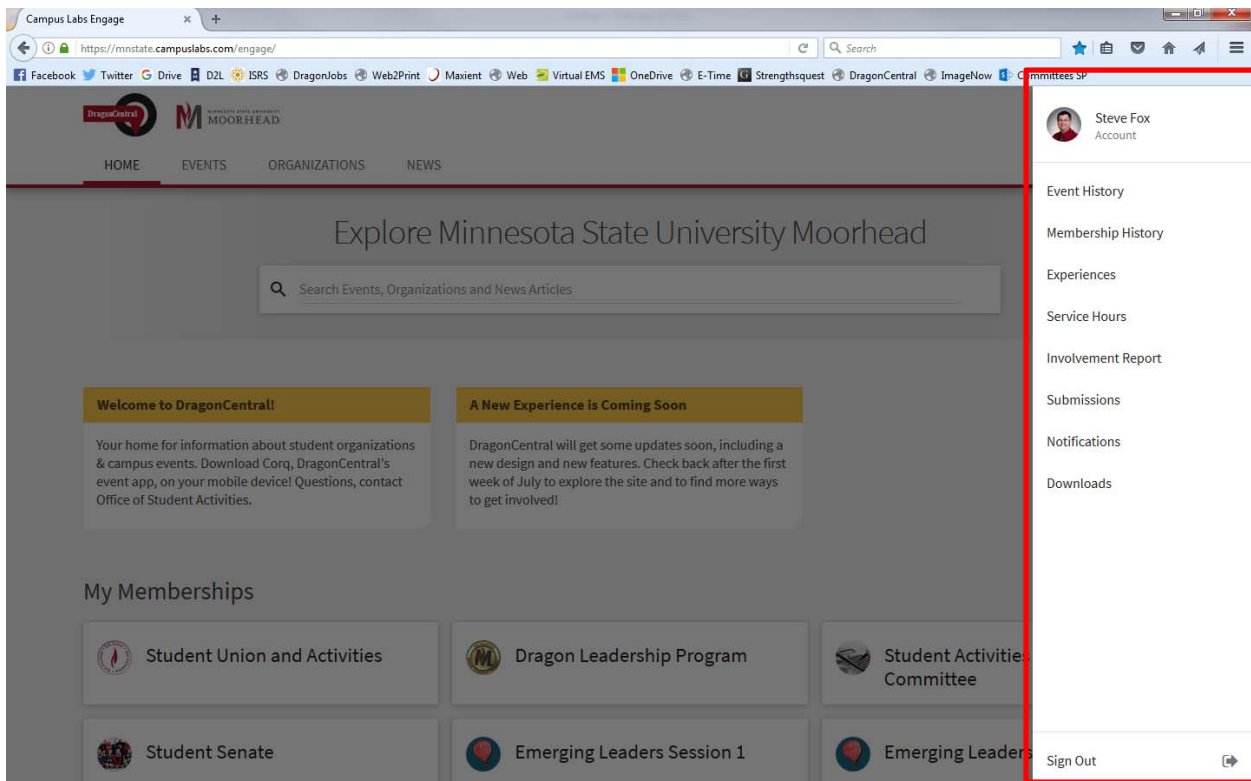 Campus Labs Engage
https://mnstate.campuslabs.com/engage/
Search
Facebook Twitter Drive D2L ISRS DragonJobs Web2Print Maxient Web Virtual EMS OneDrive E-Time Strengthsquest DragonCentral ImageNow Committees SP
DragonCentral
MINNESOTA STATE UNIVERSITY
MOORHEAD
HOME EVENTS ORGANIZATIONS NEWS
Explore Minnesota State University Moorhead
Search Events, Organizations and News Articles
Welcome to DragonCentral!
Your home for information about student organizations
& campus events. Download Corq, DragonCentral's
event app, on your mobile device! Questions, contact
Office of Student Activities.
A New Experience is Coming Soon
DragonCentral will get some updates soon, including a
new design and new features. Check back after the first
week of July to explore the site and to find more ways
to get involved!
My Memberships
Student Union and Activities
Dragon Leadership Program
Student Activities
Committee
Student Senate
Emerging Leaders Session 1
Emerging Leaders
Steve Fox
Account
Event History
Membership History
Experiences
Service Hours
Involvement Report
Submissions
Notifications
Downloads
Sign Out